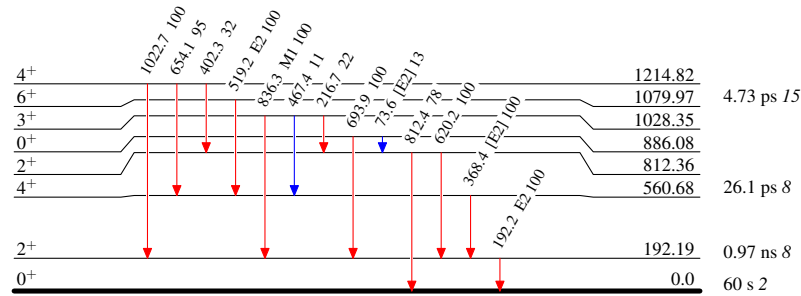 1022.7 100
654.1 95
402.3 32
519.2 E2 100
836.3 M1 100
467.4 11
216.7 22
693.9 100
73.6 [E2] 13
812.4 78
620.2 100
368.4 [E2] 100
192.2 E2 100
4+ 1214.82
6+ 1079.97 4.73 ps 15
3+ 1028.35
0+ 886.08
2+ 812.36
4+ 560.68 26.1 ps 8
2+ 192.19 0.97 ns 8
0+ 0.0 60 s 2